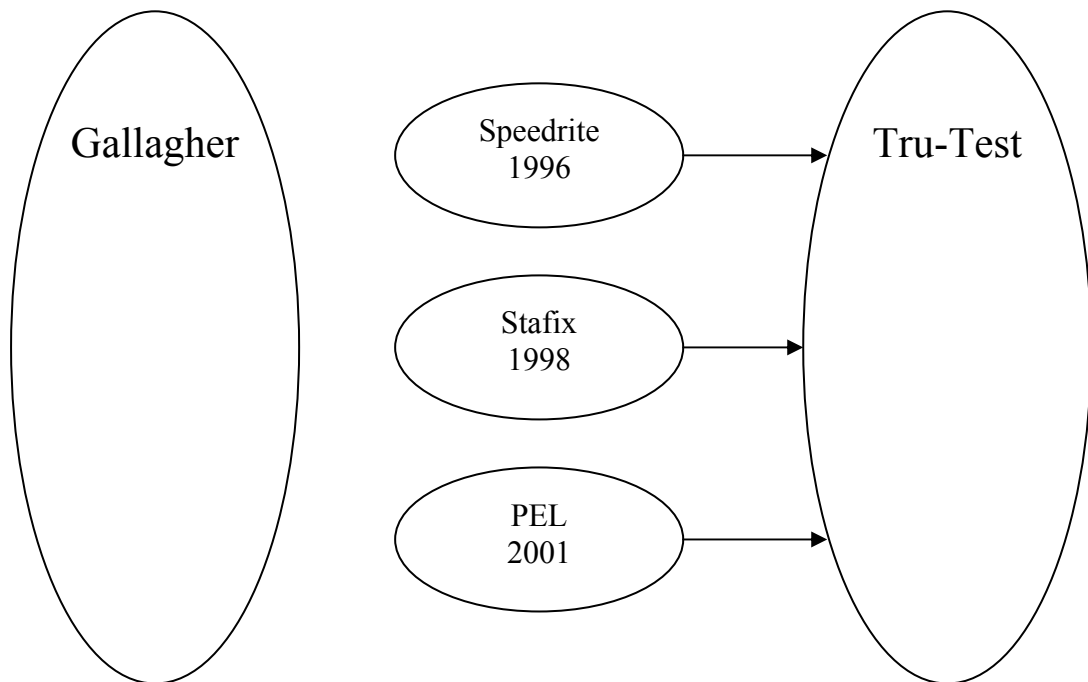 Gallagher
Speedrite
1996
Tru-Test
Stafix
1998
PEL
2001